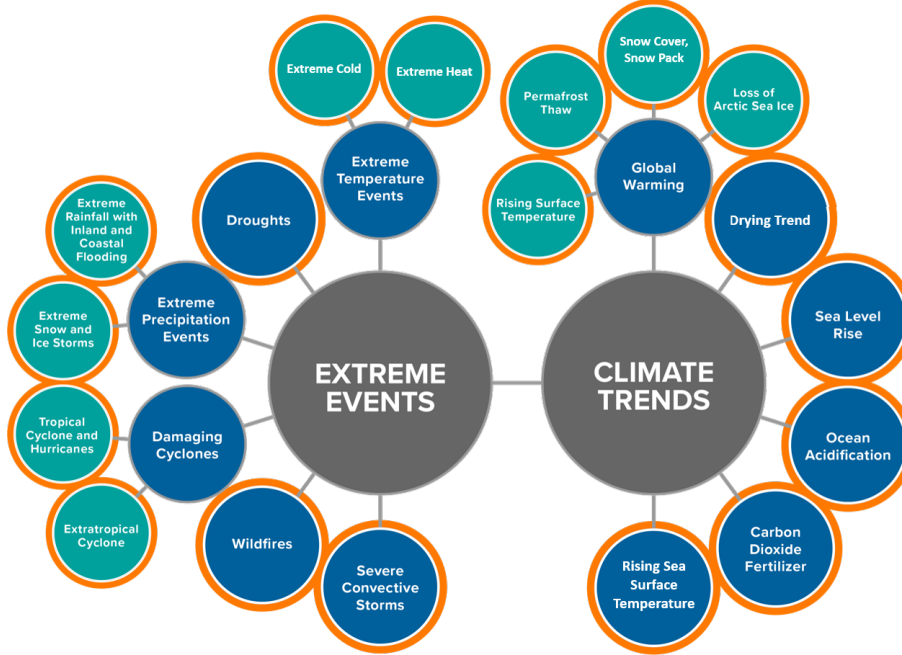 Extreme Cold
Extreme Heat
Extreme
Temperature
Events
Droughts
Extreme
Rainfall with
Inland and
Coastal
Flooding
Extreme
Precipitation
Events
Extreme
Snow and
Ice Storms
Tropical
Cyclone and
Hurricanes
Damaging
Cyclones
Extratropical
Cyclone
Wildfires
Severe
Convective
Storms
EXTREME
EVENTS
CLIMATE
TRENDS
Snow Cover,
Snow Pack
Permafrost
Thaw
Loss of
Arctic Sea Ice
Rising Surface
Temperature
Global
Warming
Drying Trend
Sea Level
Rise
Ocean
Acidification
Carbon
Dioxide
Fertilizer
Rising Sea
Surface
Temperature